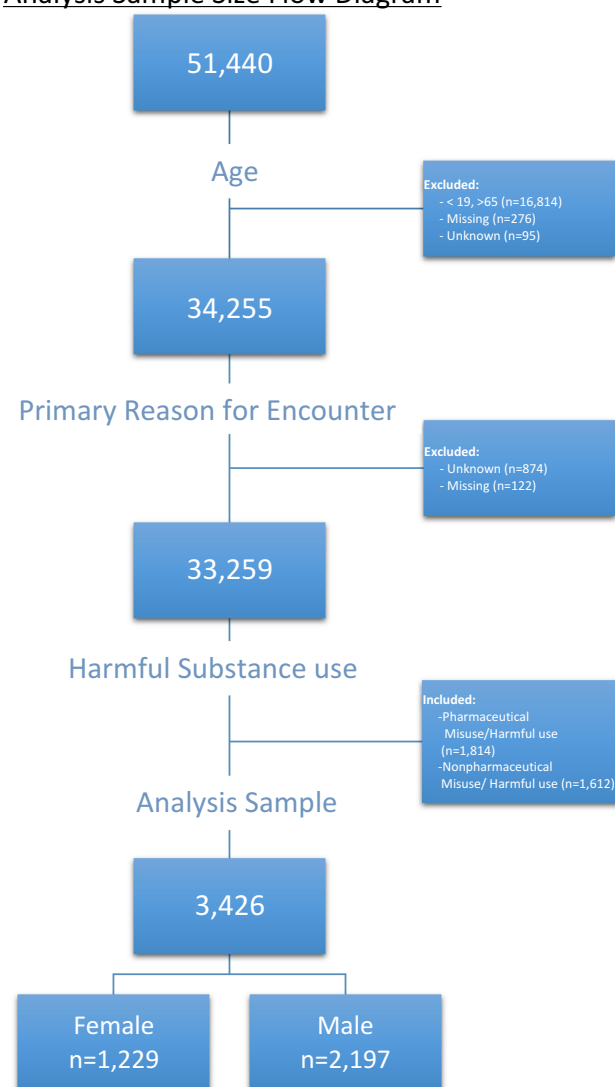 Analysis Sample Size Flow Diagram
51,440
Age
Excluded:
- < 19, >65 (n=16,814)
- Missing (n=276)
- Unknown (n=95)
34,255
Primary Reason for Encounter
Excluded:
- Unknown (n=874)
- Missing (n=122)
33,259
Harmful Substance use
Included:
-Pharmaceutical
Misuse/Harmful use
(n=1,814)
-Nonpharmaceutical
Misuse/ Harmful use (n=1,612)
Analysis Sample
3,426
Female
n=1,229
Male
n=2,197